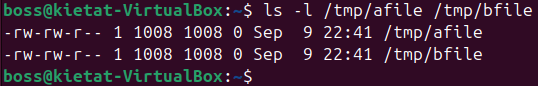 boss@kietat-VirtualBox:~$ ls -l /tmp/afile /tmp/bfile
-rw-rw-r-- 1 1008 1008 0 Sep  9 22:41 /tmp/afile
-rw-rw-r-- 1 1008 1008 0 Sep  9 22:41 /tmp/bfile
boss@kietat-VirtualBox:~$